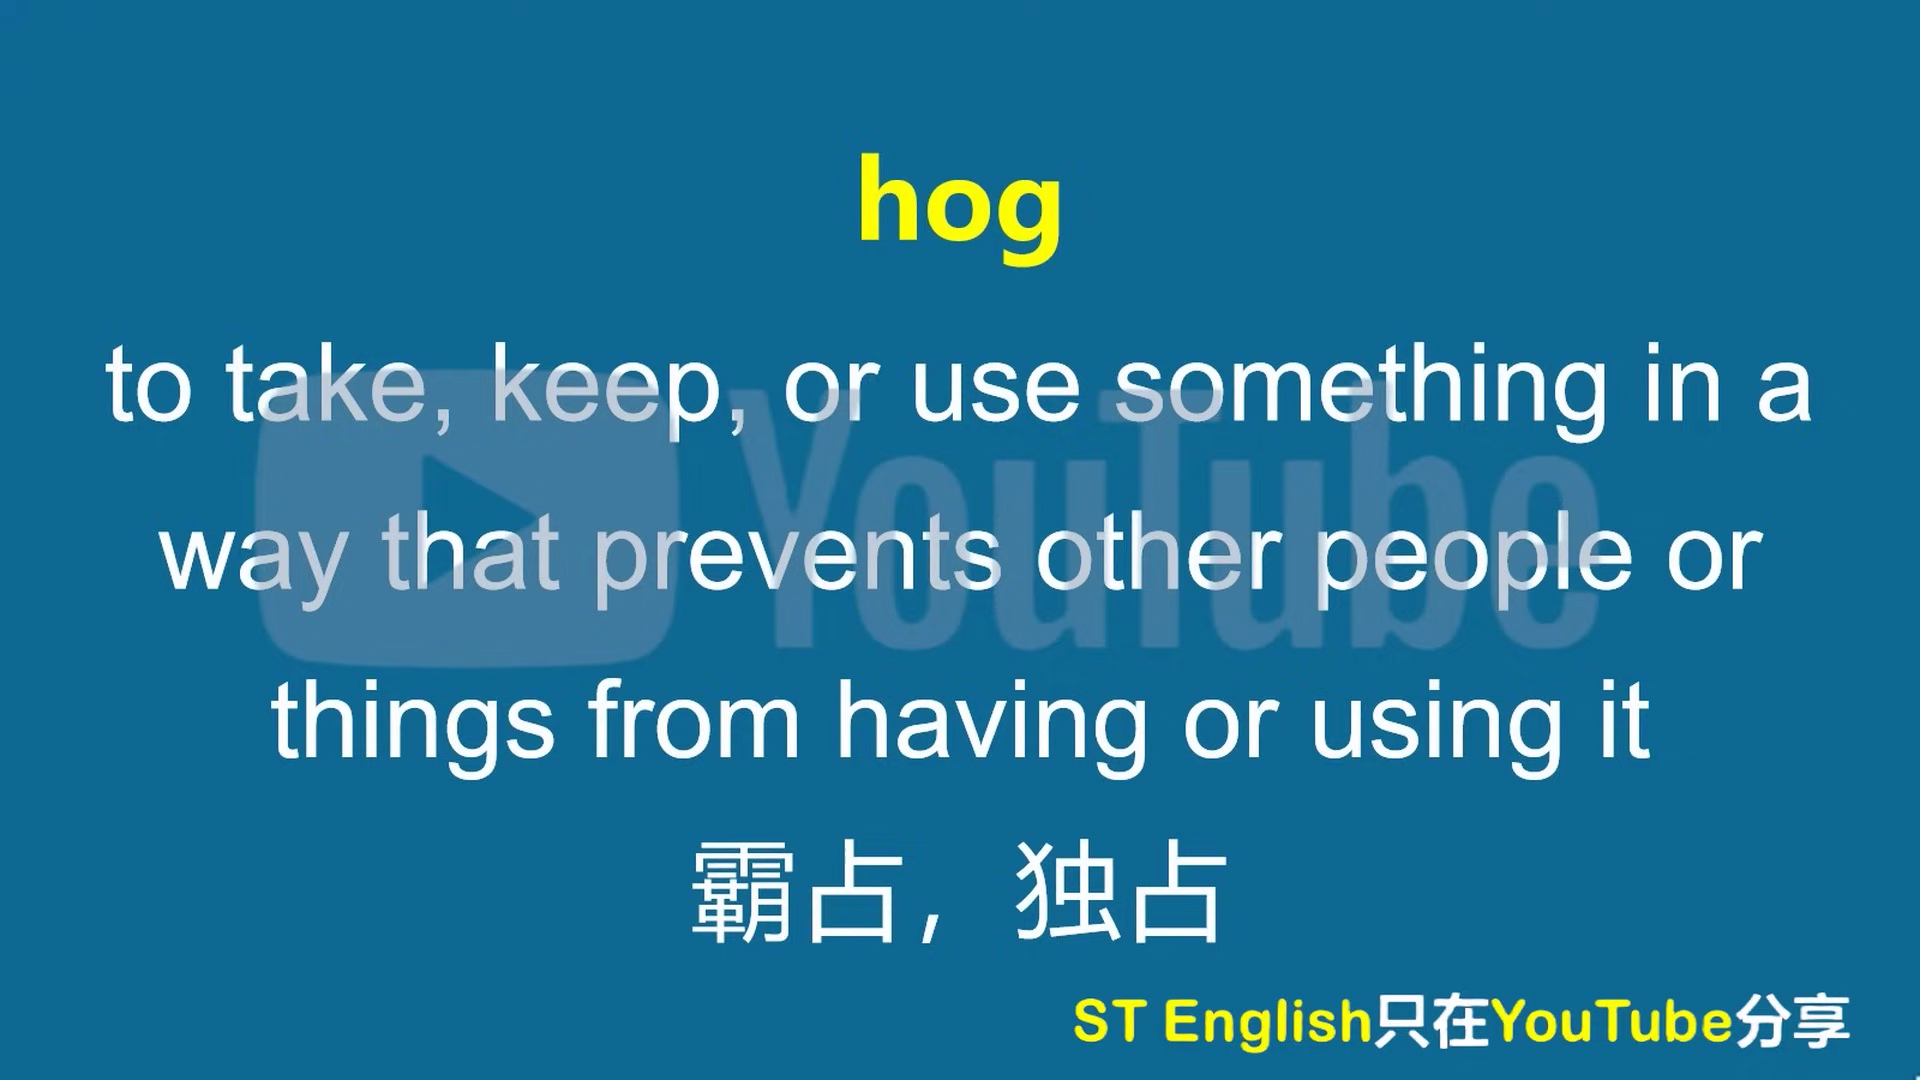 hog
to take, keep, or use something in a
way that prevents other people or
things from having or using it
霸占，独占
YouTube
ST English只在YouTube分享